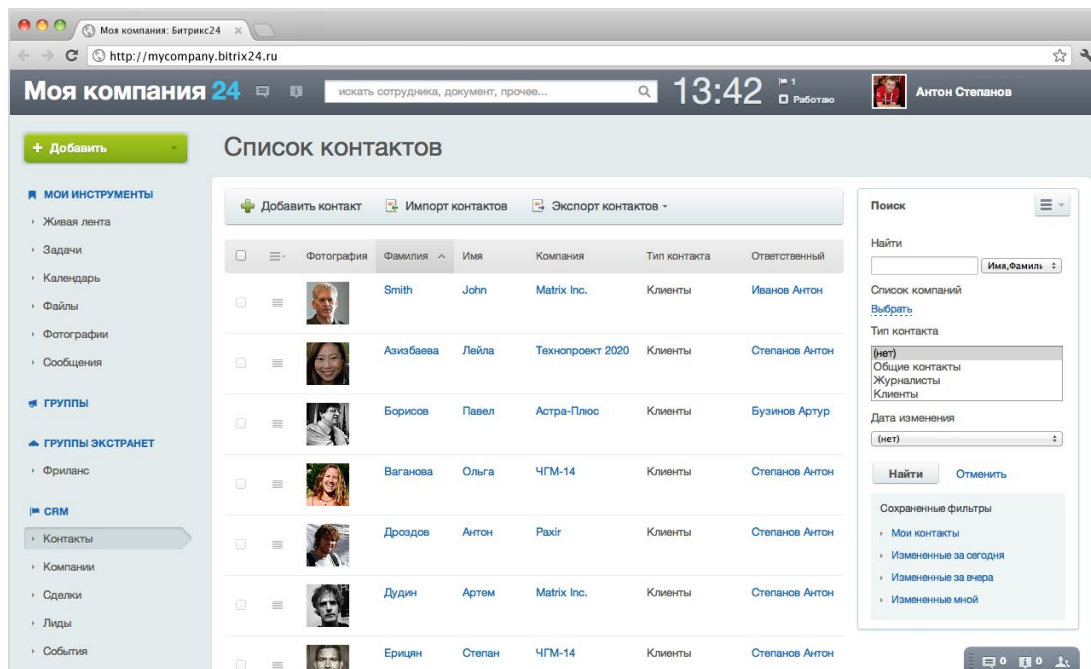 Моя компания: Битрикс24
http://mycompany.bitrix24.ru
Моя компания 24
искать сотрудника, документ, прочее...
13:42
1
Работаю
Антон Степанов
Добавить
Список контактов
МОИ ИНСТРУМЕНТЫ
Живая лента
Задачи
Календарь
Файлы
Фотографии
Сообщения
ГРУППЫ
ГРУППЫ ЭКСТРАНЕТ
Фриланс
CRM
Контакты
Компании
Сделки
Лиды
События
Добавить контакт Импорт контактов Экспорт контактов
Фотография Фамилия Имя Компания Тип контакта Ответственный
Smith John Matrix Inc. Клиенты Иванов Антон
Азизбаева Лейла Технопроект 2020 Клиенты Степанов Антон
Борисов Павел Астра-Плюс Клиенты Бузинов Артур
Ваганова Ольга ЧГМ-14 Клиенты Степанов Антон
Дроздов Антон Paxir Клиенты Степанов Антон
Дудин Артем Matrix Inc. Клиенты Степанов Антон
Ерицян Степан ЧГМ-14 Клиенты Степанов Антон
Поиск
Найти
Имя,Фамиль
Список компаний
Выбрать
Тип контакта
(нет)
Общие контакты
Журналисты
Клиенты
Дата изменения
(нет)
Найти Отменить
Сохраненные фильтры
Мои контакты
Измененные за сегодня
Измененные за вчера
Измененные мной
0 0